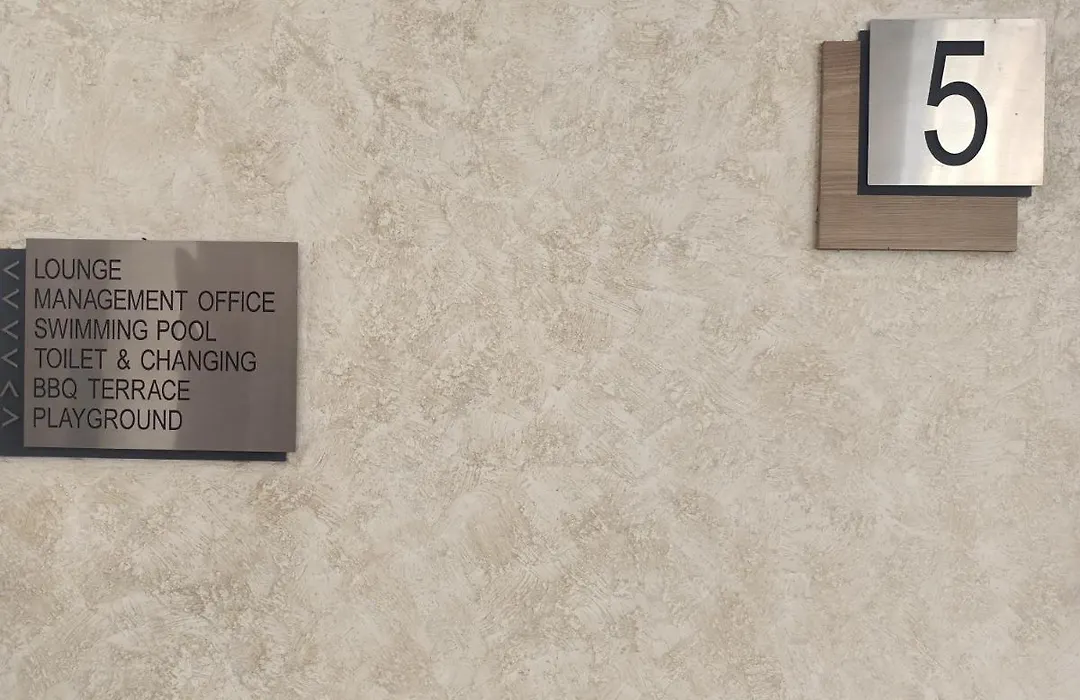 5
LOUNGE
MANAGEMENT OFFICE
SWIMMING POOL
TOILET & CHANGING
BBQ TERRACE
PLAYGROUND